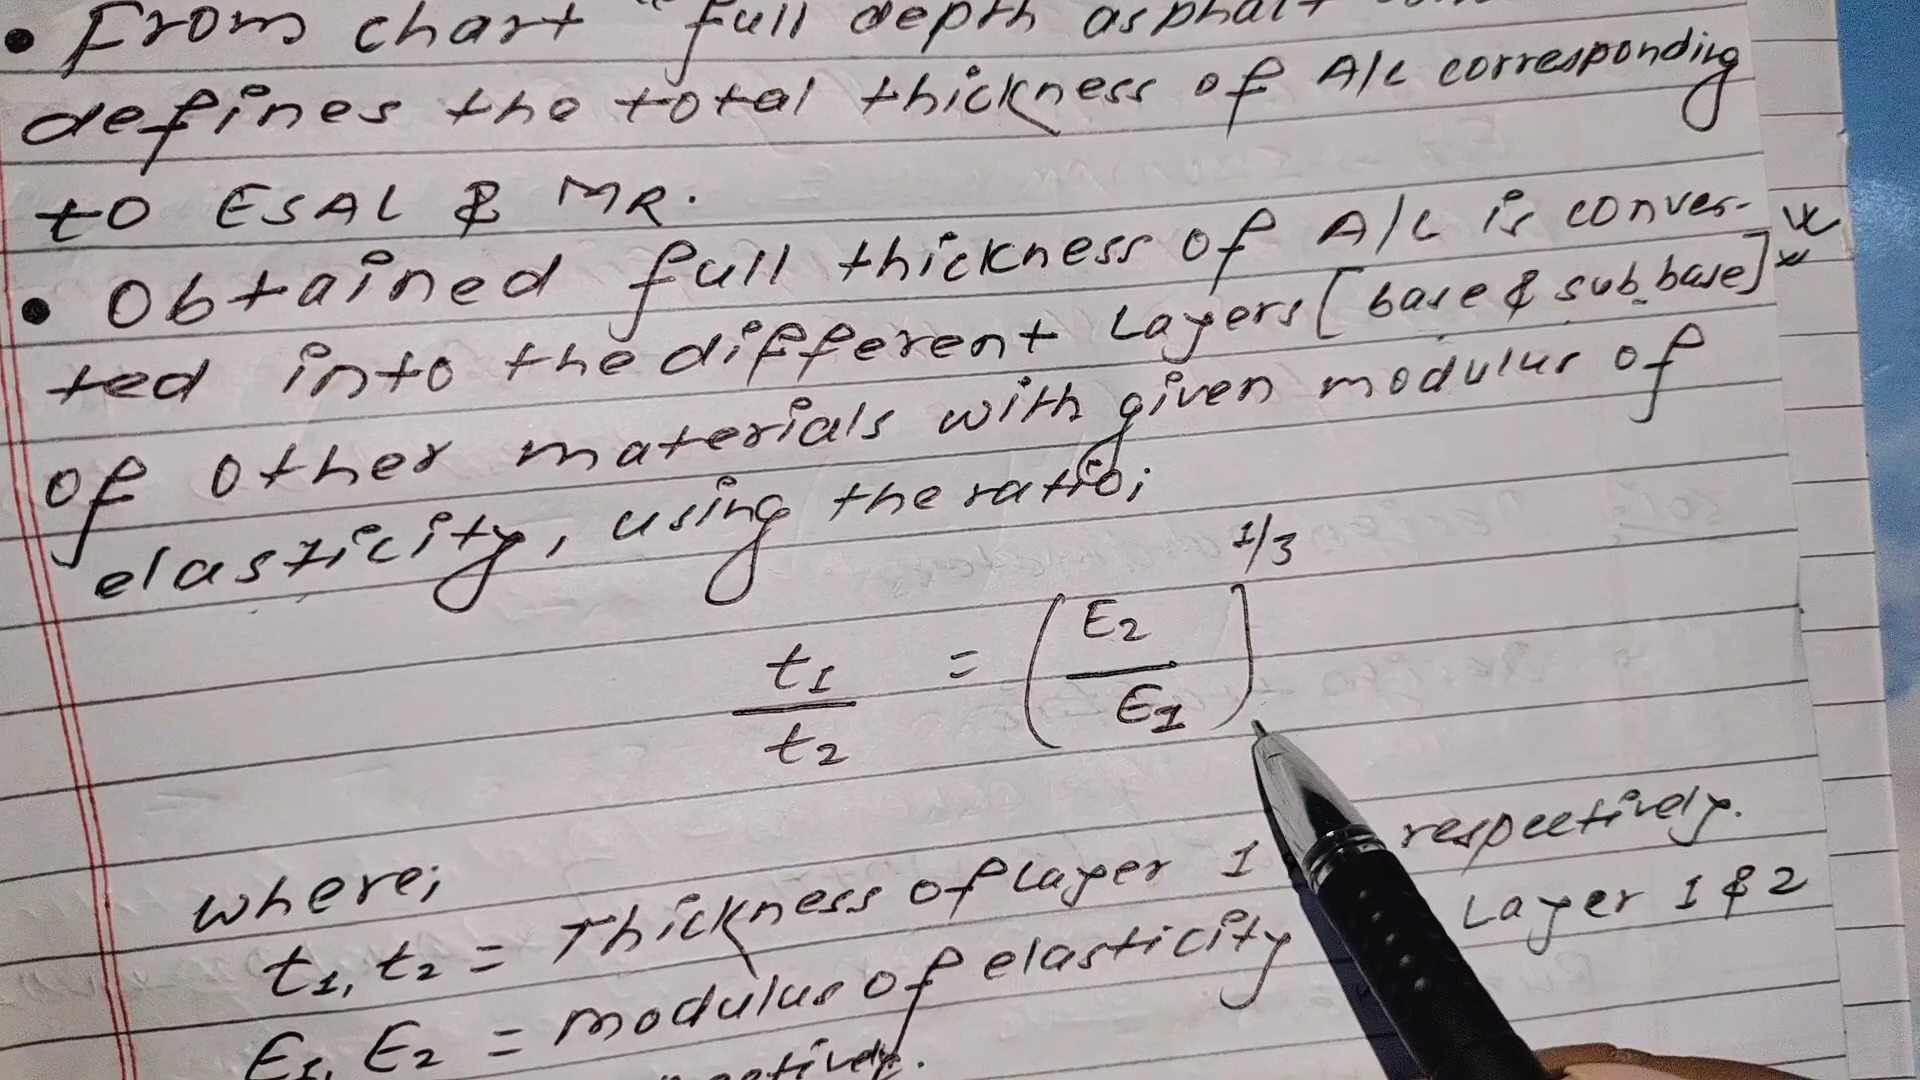 • From chart "full depth asphalt
defines the total thickness of A/C corresponding
to ESAL & MR.
• Obtained full thickness of A/C is conver-
ted into the different Layers [base & subbase]
of other materials with given modulus of
elasticity, using the ratio;
t1/t2 = (E2/E1)^1/3
where;
t1, t2 = Thickness of Layer 1 respectively.
E1, E2 = modulus of elasticity Layer 1 & 2